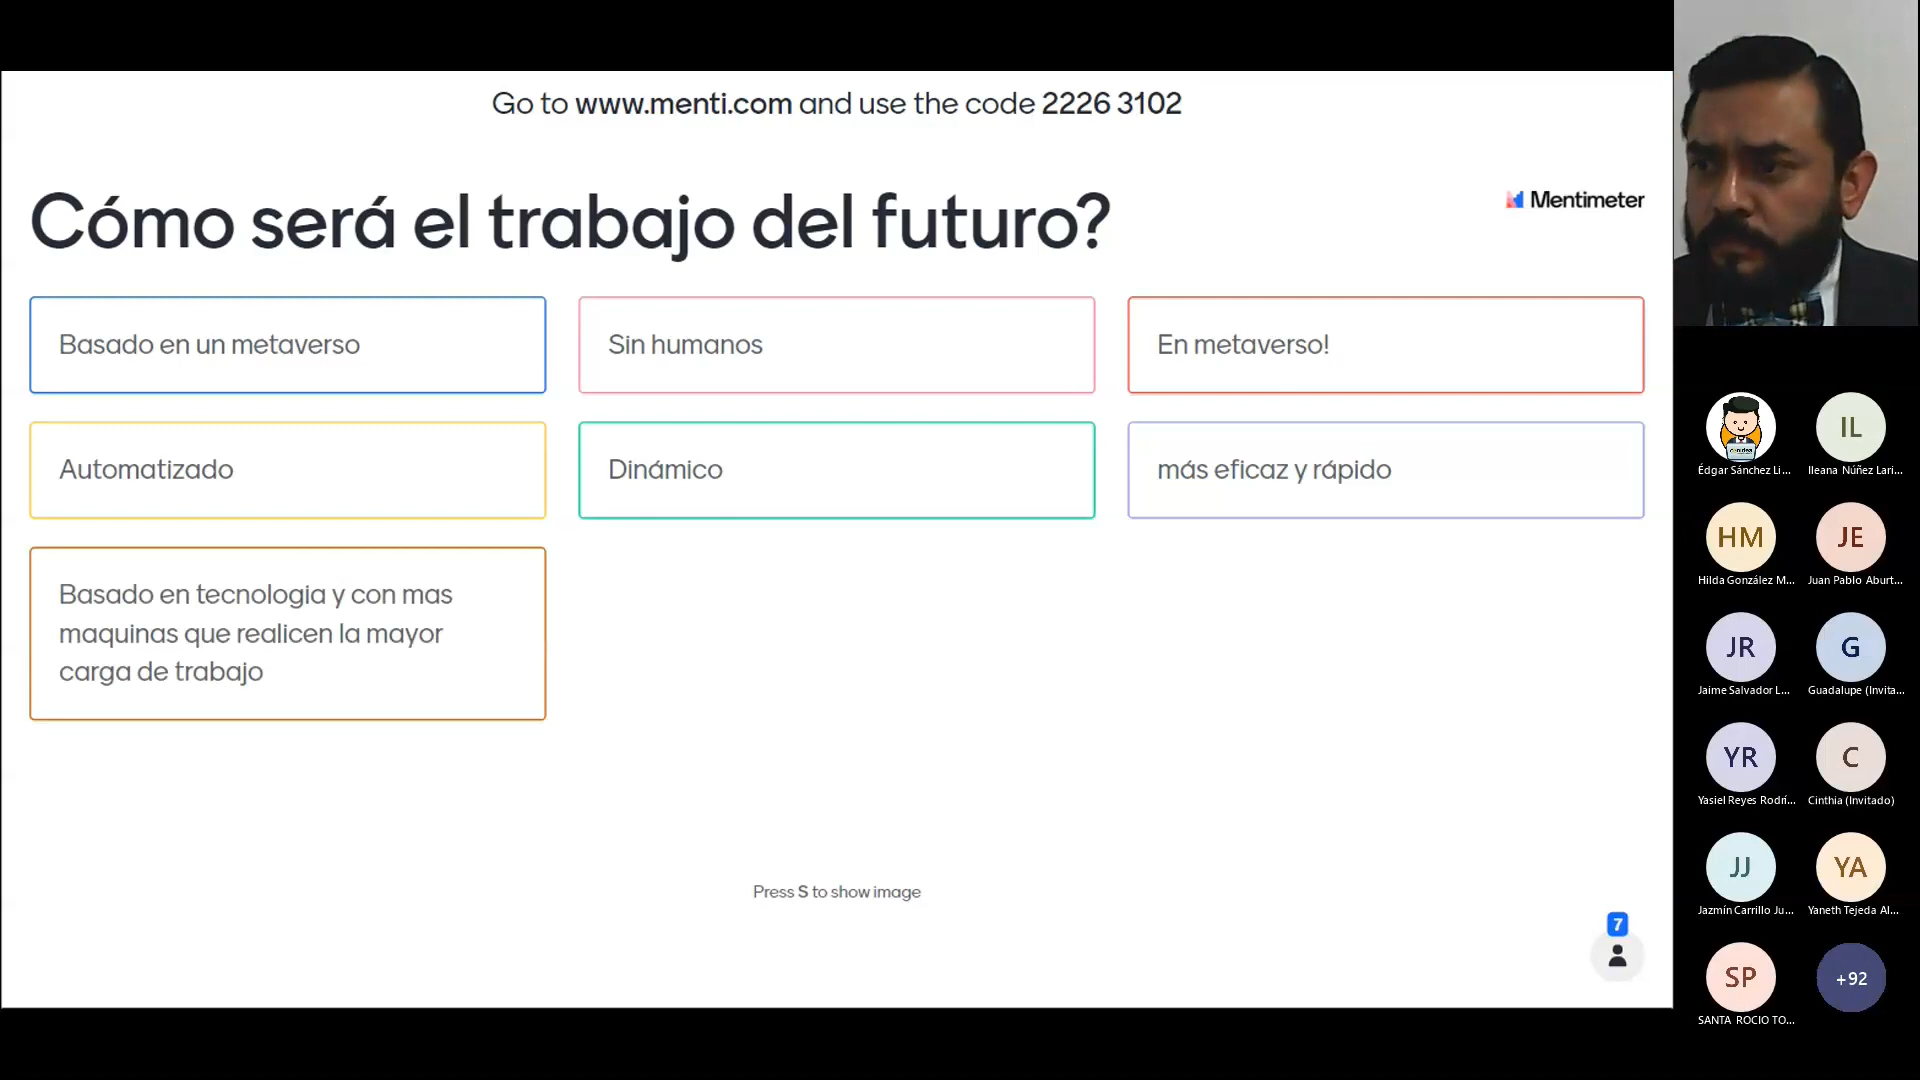 Go to www.menti.com and use the code 2226 3102
Cómo será el trabajo del futuro?
Mentimeter
Basado en un metaverso
Sin humanos
En metaverso!
Automatizado
Dinámico
más eficaz y rápido
Basado en tecnologia y con mas
maquinas que realicen la mayor
carga de trabajo
Press S to show image
7
Édgar Sánchez Li...
IL
Ileana Núñez Lari...
HM
Hilda González M...
JE
Juan Pablo Aburt...
JR
Jaime Salvador L...
G
Guadalupe (Invita...
YR
Yasiel Reyes Rodrí...
C
Cinthia (Invitado)
JJ
Jazmín Carrillo Ju...
YA
Yaneth Tejeda Al...
SP
SANTA ROCIO TO...
+92